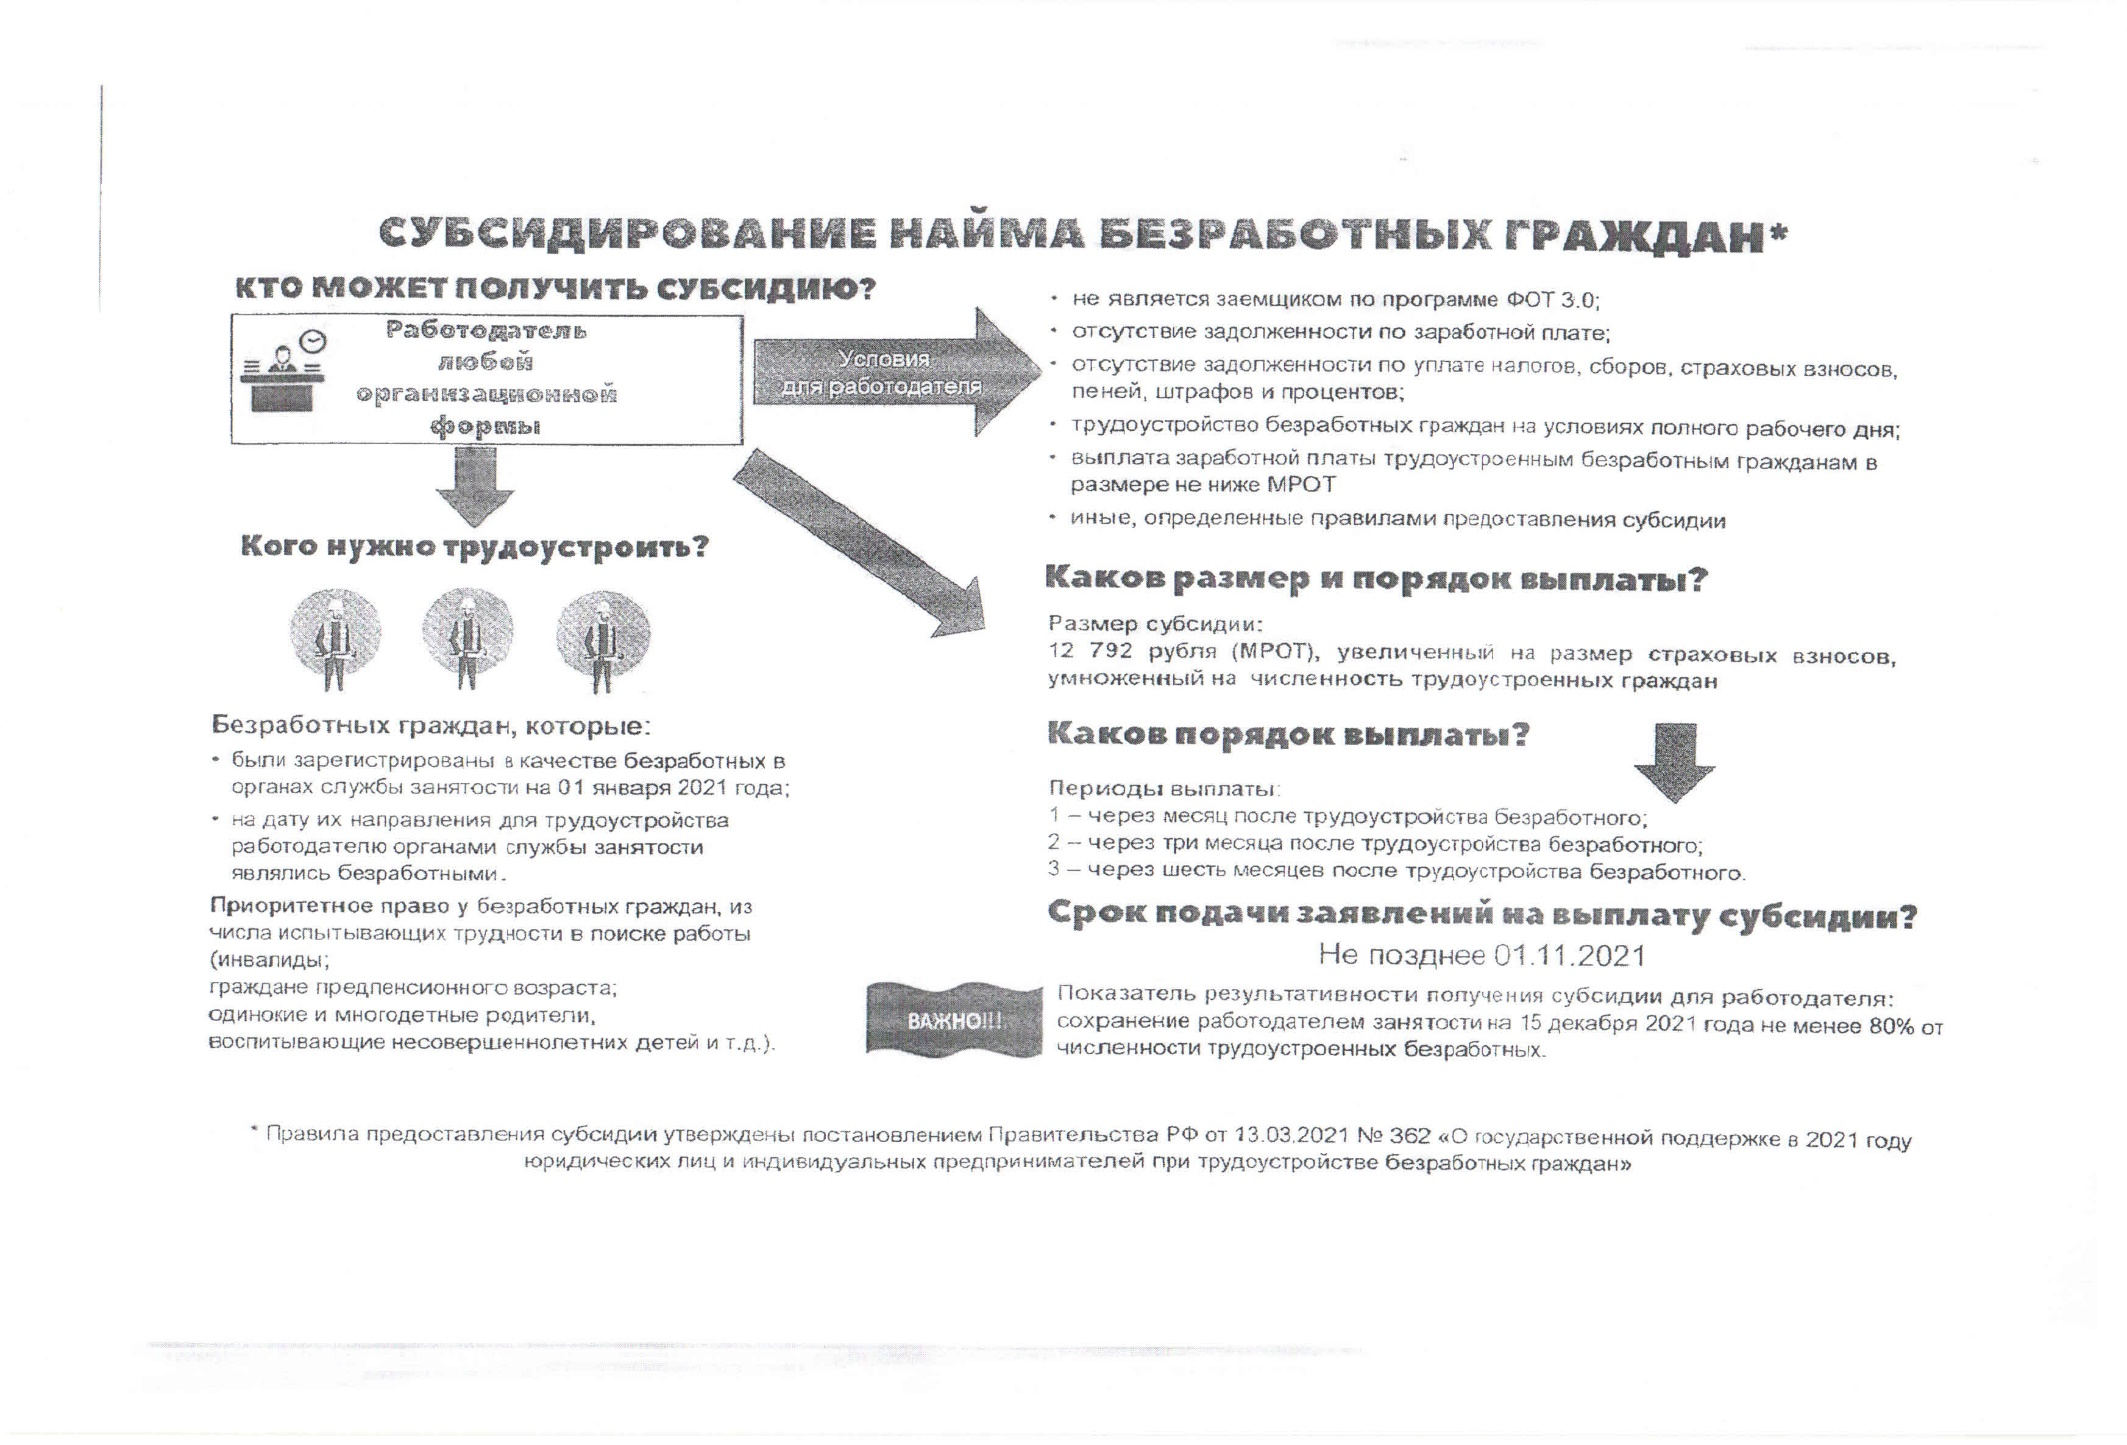 СУБСИДИРОВАНИЕ НАЙМА БЕЗРАБОТНЫХ ГРАЖДАН*
КТО МОЖЕТ ПОЛУЧИТЬ СУБСИДИЮ?
Работодатель
любой
организационной
формы
Условия
для работодателя
• не является заемщиком по программе ФОТ 3.0;
• отсутствие задолженности по заработной плате;
• отсутствие задолженности по уплате налогов, сборов, страховых взносов,
пеней, штрафов и процентов;
• трудоустройство безработных граждан на условиях полного рабочего дня;
• выплата заработной платы трудоустроенным безработным гражданам в
размере не ниже МРОТ
• иные, определенные правилами предоставления субсидии
Кого нужно трудоустроить?
Безработных граждан, которые:
• были зарегистрированы в качестве безработных в
органах службы занятости на 01 января 2021 года;
• на дату их направления для трудоустройства
работодателю органами службы занятости
являлись безработными.
Приоритетное право у безработных граждан, из
числа испытывающих трудности в поиске работы
(инвалиды;
граждане предпенсионного возраста;
одинокие и многодетные родители,
воспитывающие несовершеннолетних детей и т.д.).
Каков размер и порядок выплаты?
Размер субсидии:
12 792 рубля (МРОТ), увеличенный на размер страховых взносов,
умноженный на численность трудоустроенных граждан
Каков порядок выплаты?
Периоды выплаты:
1 – через месяц после трудоустройства безработного;
2 – через три месяца после трудоустройства безработного;
3 – через шесть месяцев после трудоустройства безработного.
Срок подачи заявлений на выплату субсидии?
Не позднее 01.11.2021
ВАЖНО!!!
Показатель результативности получения субсидии для работодателя:
сохранение работодателем занятости на 15 декабря 2021 года не менее 80% от
численности трудоустроенных безработных.
* Правила предоставления субсидии утверждены постановлением Правительства РФ от 13.03.2021 № 362 «О государственной поддержке в 2021 году
юридических лиц и индивидуальных предпринимателей при трудоустройстве безработных граждан»